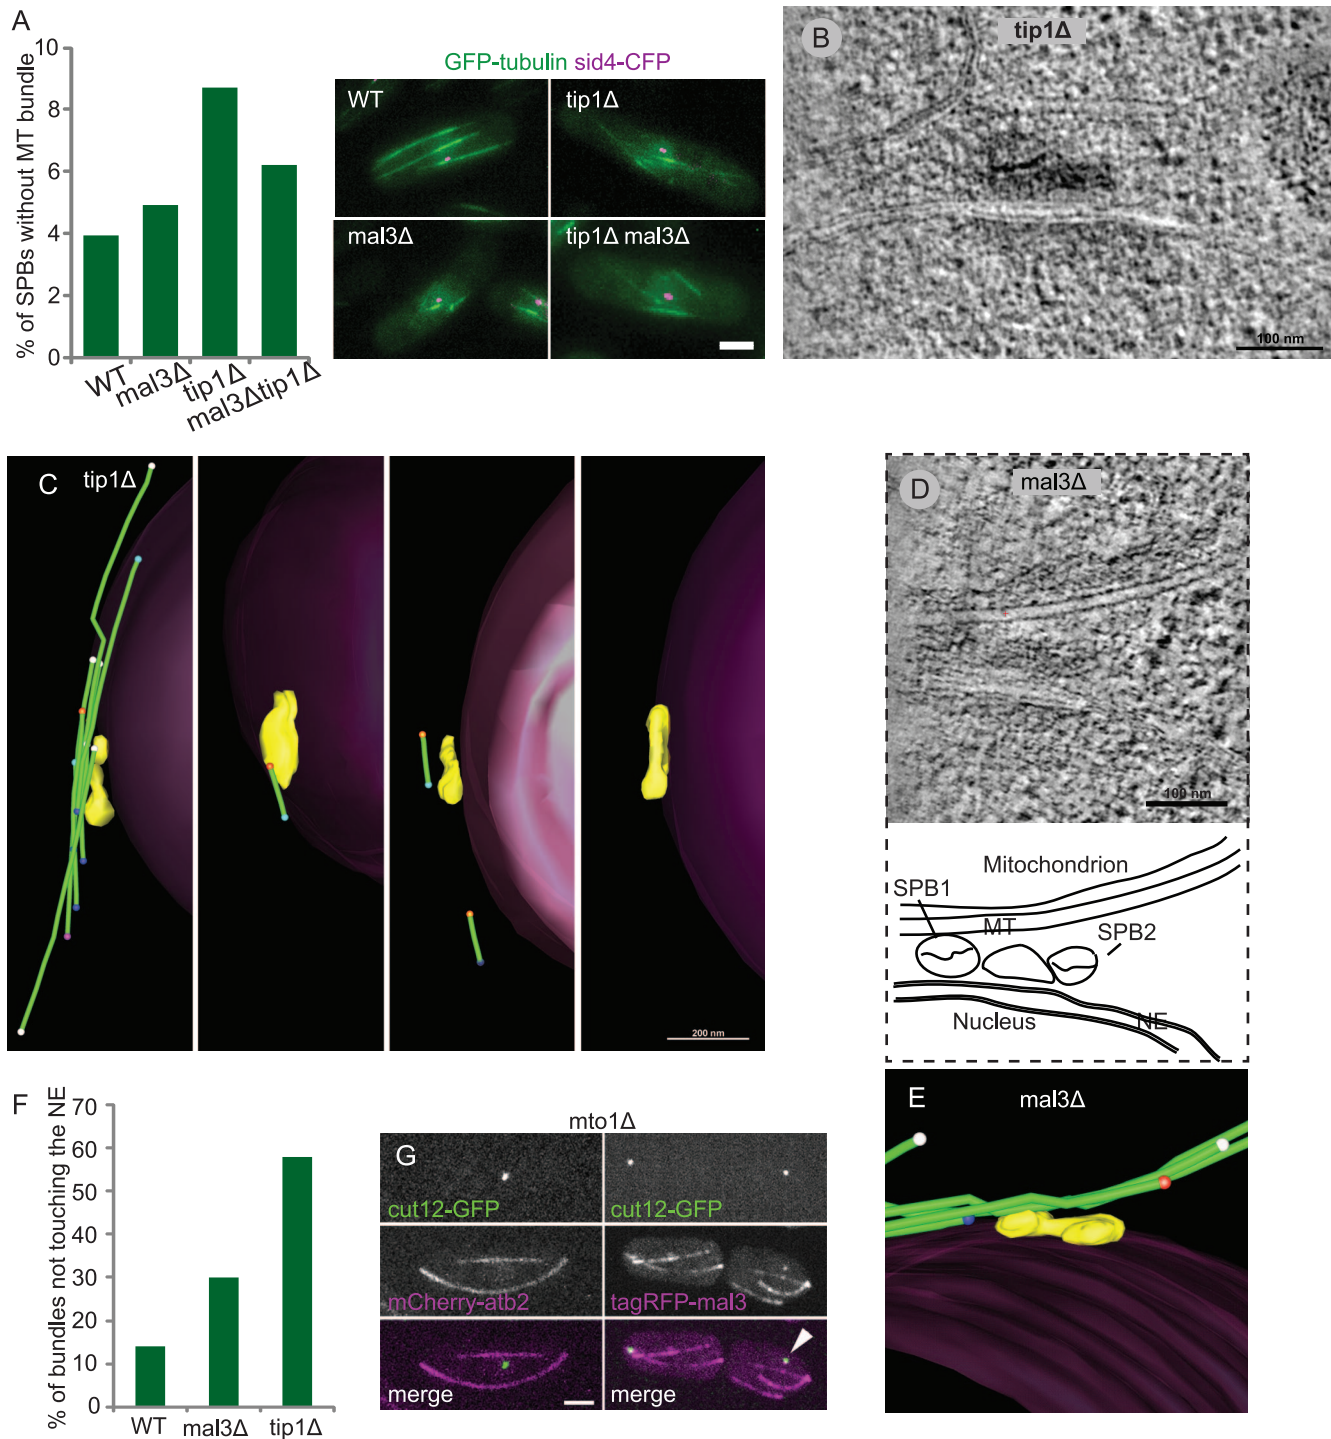 A
% of SPBs without MT bundle
10
8
6
4
2
0
WT
mal3Δ
tip1Δ
mal3Δtip1Δ
GFP-tubulin sid4-CFP
WT
tip1Δ
mal3Δ
tip1Δ mal3Δ
B
tip1Δ
100 nm
C
tip1Δ
200 nm
D
mal3Δ
100 nm
Mitochondrion
SPB1
MT
SPB2
Nucleus
NE
E
mal3Δ
F
% of bundles not touching the NE
70
60
50
40
30
20
10
0
WT
mal3Δ
tip1Δ
mto1Δ
G
cut12-GFP
cut12-GFP
mCherry-atb2
tagRFP-mal3
merge
merge